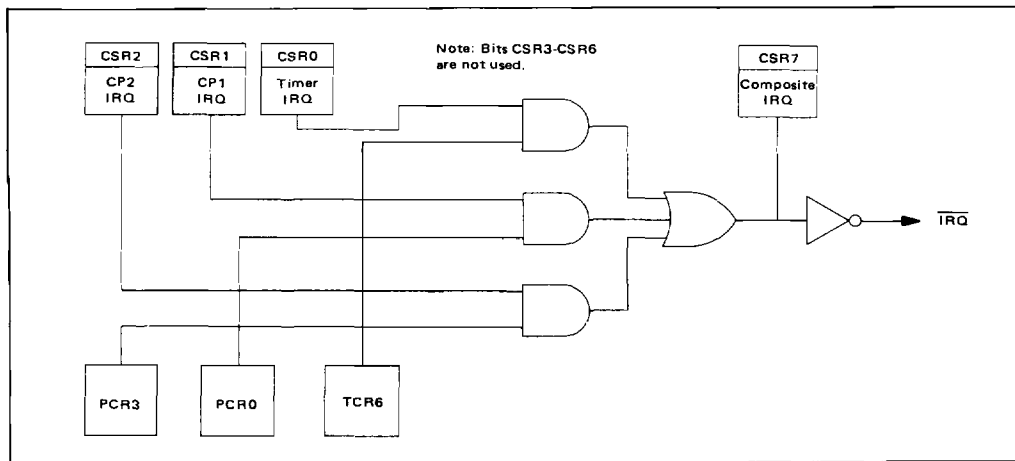 CSR2
CP2
IRQ
CSR1
CP1
IRQ
CSR0
Timer
IRQ
Note: Bits CSR3-CSR6
are not used.
CSR7
Composite
IRQ
IRQ
PCR3
PCR0
TCR6